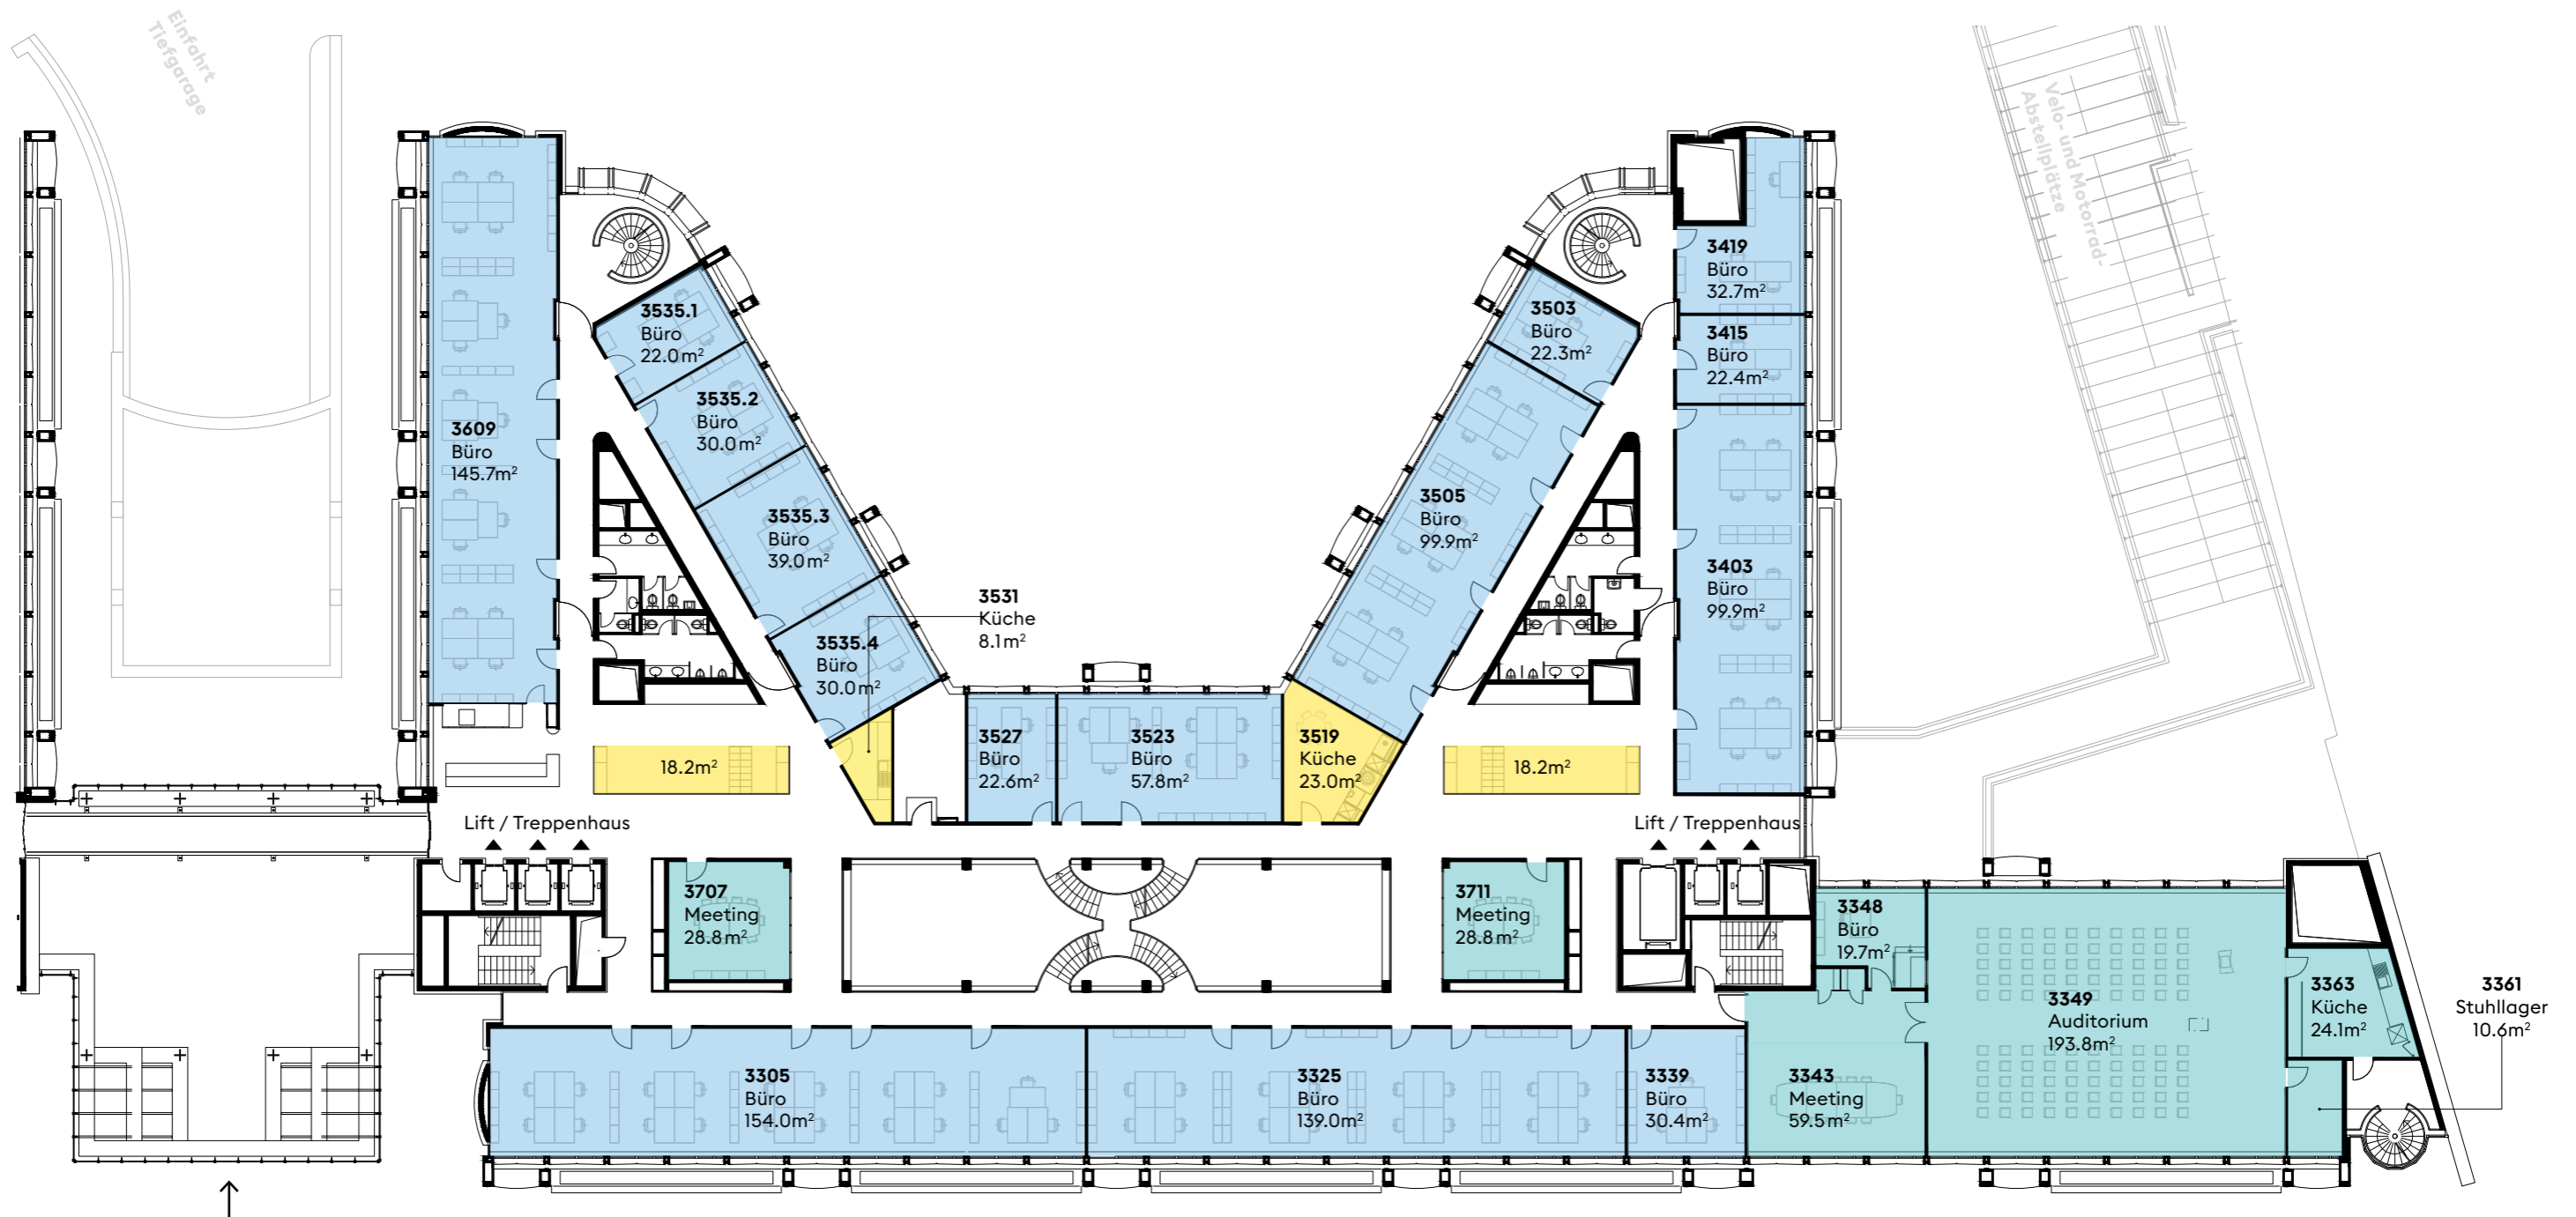 Einfahrt
Tiefgarage
Velo- und Motorrad-
Abstellplätze
3609
Büro
145.7m²
3535.1
Büro
22.0m²
3535.2
Büro
30.0m²
3535.3
Büro
39.0m²
3535.4
Büro
30.0m²
3531
Küche
8.1m²
3503
Büro
22.3m²
3505
Büro
99.9m²
3419
Büro
32.7m²
3415
Büro
22.4m²
3403
Büro
99.9m²
18.2m²
3527
Büro
22.6m²
3523
Büro
57.8m²
3519
Küche
23.0m²
18.2m²
Lift / Treppenhaus
Lift / Treppenhaus
3707
Meeting
28.8m²
3711
Meeting
28.8m²
3348
Büro
19.7m²
3349
Auditorium
193.8m²
3363
Küche
24.1m²
3361
Stuhllager
10.6m²
3305
Büro
154.0m²
3325
Büro
139.0m²
3339
Büro
30.4m²
3343
Meeting
59.5m²